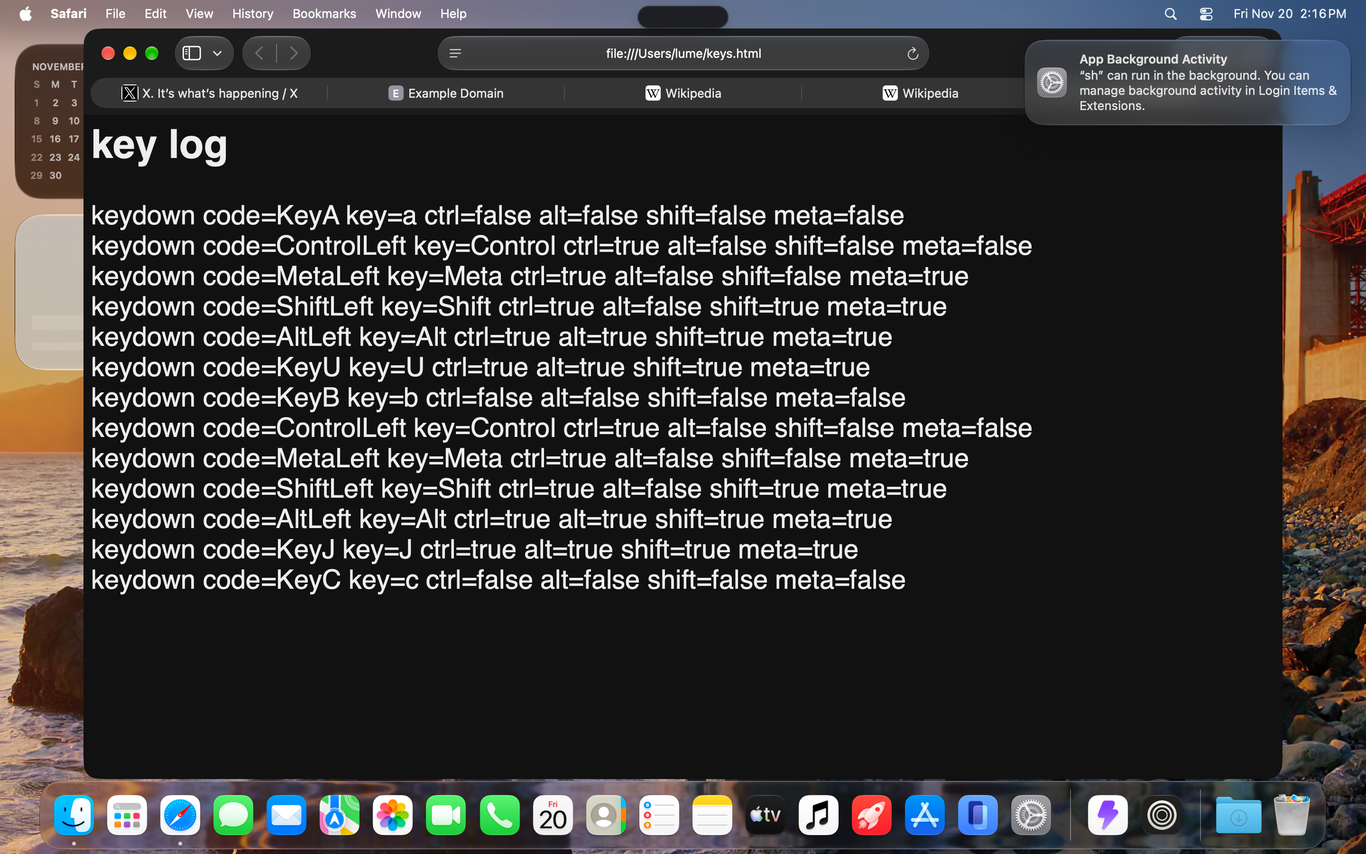 Safari File Edit View History Bookmarks Window Help
Fri Nov 20 2:16 PM
NOVEMBER
S M T
1 2 3
8 9 10
15 16 17
22 23 24
29 30
file:///Users/lume/keys.html
App Background Activity
“sh” can run in the background. You can
manage background activity in Login Items &
Extensions.
X. It’s what’s happening / X
E Example Domain
W Wikipedia
W Wikipedia
key log
keydown code=KeyA key=a ctrl=false alt=false shift=false meta=false
keydown code=ControlLeft key=Control ctrl=true alt=false shift=false meta=false
keydown code=MetaLeft key=Meta ctrl=true alt=false shift=false meta=true
keydown code=ShiftLeft key=Shift ctrl=true alt=false shift=true meta=true
keydown code=AltLeft key=Alt ctrl=true alt=true shift=true meta=true
keydown code=KeyU key=U ctrl=true alt=true shift=true meta=true
keydown code=KeyB key=b ctrl=false alt=false shift=false meta=false
keydown code=ControlLeft key=Control ctrl=true alt=false shift=false meta=false
keydown code=MetaLeft key=Meta ctrl=true alt=false shift=false meta=true
keydown code=ShiftLeft key=Shift ctrl=true alt=false shift=true meta=true
keydown code=AltLeft key=Alt ctrl=true alt=true shift=true meta=true
keydown code=KeyJ key=J ctrl=true alt=true shift=true meta=true
keydown code=KeyC key=c ctrl=false alt=false shift=false meta=false
Fri
20
tv